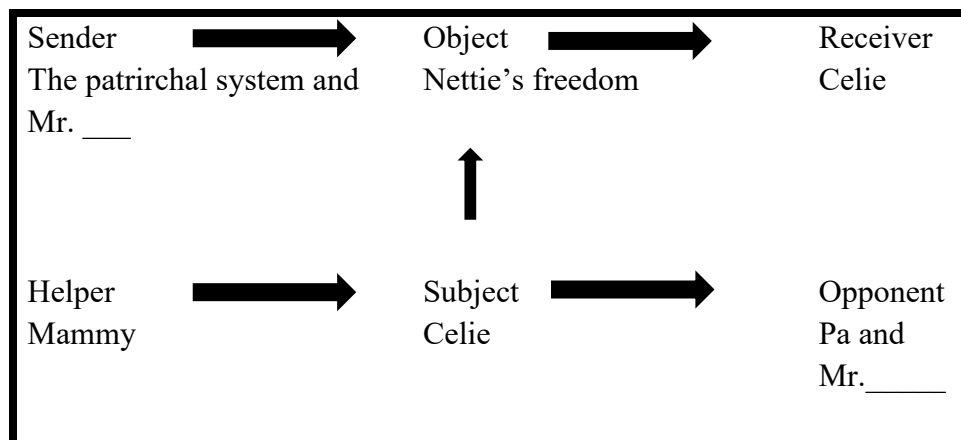 Sender Object Receiver
The patrirchal system and Nettie’s freedom Celie
Mr. ___
Helper Subject Opponent
Mammy Celie Pa and
Mr._____